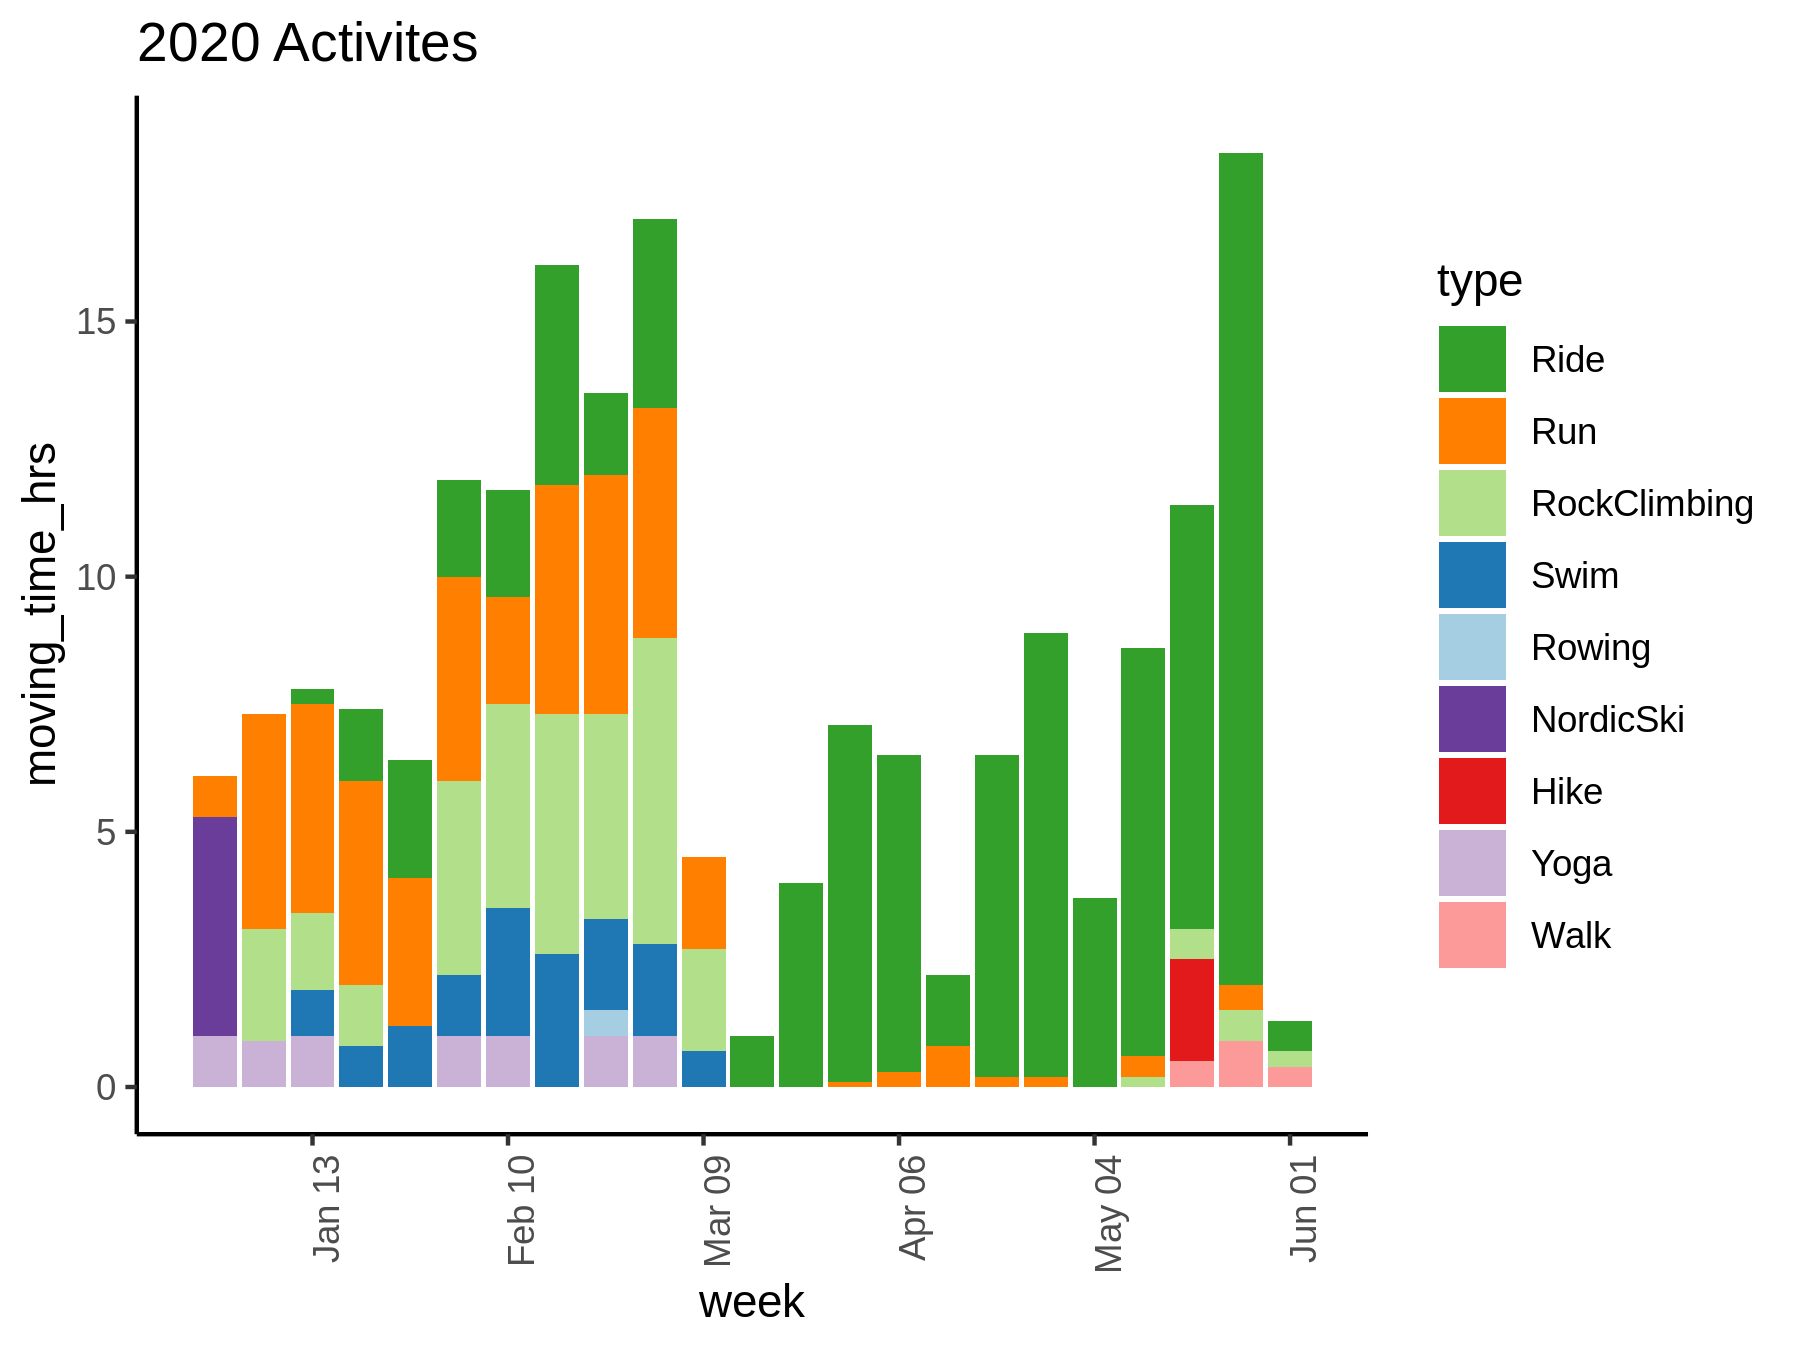 2020 Activites
moving_time_hrs
15
10
5
0
Jan 13
Feb 10
Mar 09
Apr 06
May 04
Jun 01
week
type
Ride
Run
RockClimbing
Swim
Rowing
NordicSki
Hike
Yoga
Walk